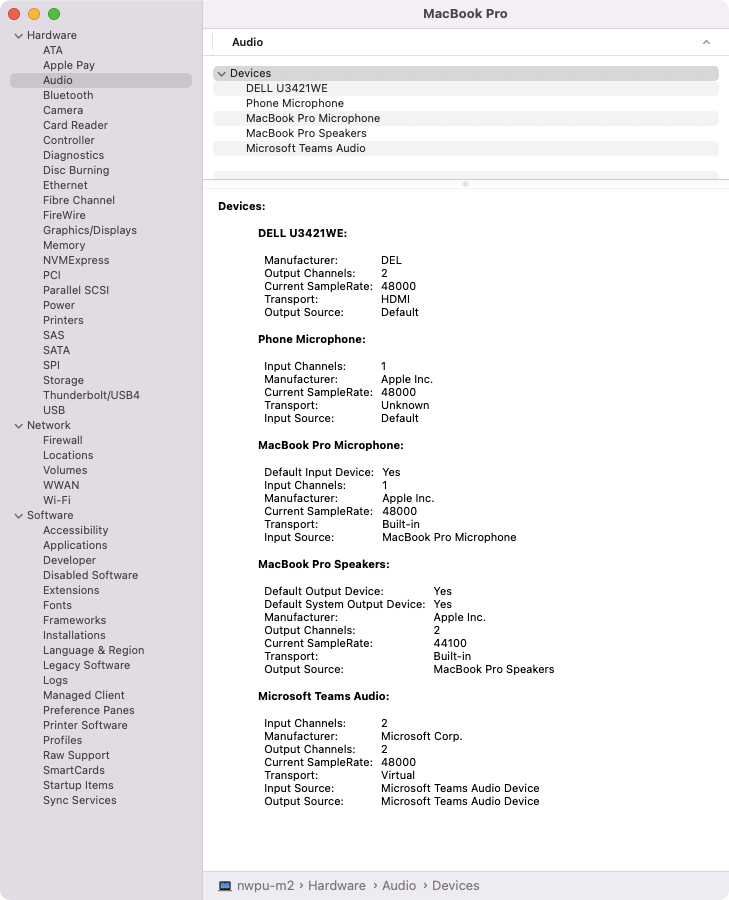 MacBook Pro
Hardware
ATA
Apple Pay
Audio
Bluetooth
Camera
Card Reader
Controller
Diagnostics
Disc Burning
Ethernet
Fibre Channel
FireWire
Graphics/Displays
Memory
NVMExpress
PCI
Parallel SCSI
Power
Printers
SAS
SATA
SPI
Storage
Thunderbolt/USB4
USB
Network
Firewall
Locations
Volumes
WWAN
Wi-Fi
Software
Accessibility
Applications
Developer
Disabled Software
Extensions
Fonts
Frameworks
Installations
Language & Region
Legacy Software
Logs
Managed Client
Preference Panes
Printer Software
Profiles
Raw Support
SmartCards
Startup Items
Sync Services
Audio
Devices
DELL U3421WE
Phone Microphone
MacBook Pro Microphone
MacBook Pro Speakers
Microsoft Teams Audio
Devices:
DELL U3421WE:
Manufacturer: DEL
Output Channels: 2
Current SampleRate: 48000
Transport: HDMI
Output Source: Default
Phone Microphone:
Input Channels: 1
Manufacturer: Apple Inc.
Current SampleRate: 48000
Transport: Unknown
Input Source: Default
MacBook Pro Microphone:
Default Input Device: Yes
Input Channels: 1
Manufacturer: Apple Inc.
Current SampleRate: 48000
Transport: Built-in
Input Source: MacBook Pro Microphone
MacBook Pro Speakers:
Default Output Device: Yes
Default System Output Device: Yes
Manufacturer: Apple Inc.
Output Channels: 2
Current SampleRate: 44100
Transport: Built-in
Output Source: MacBook Pro Speakers
Microsoft Teams Audio:
Input Channels: 2
Manufacturer: Microsoft Corp.
Output Channels: 2
Current SampleRate: 48000
Transport: Virtual
Input Source: Microsoft Teams Audio Device
Output Source: Microsoft Teams Audio Device
nwpu-m2 › Hardware › Audio › Devices